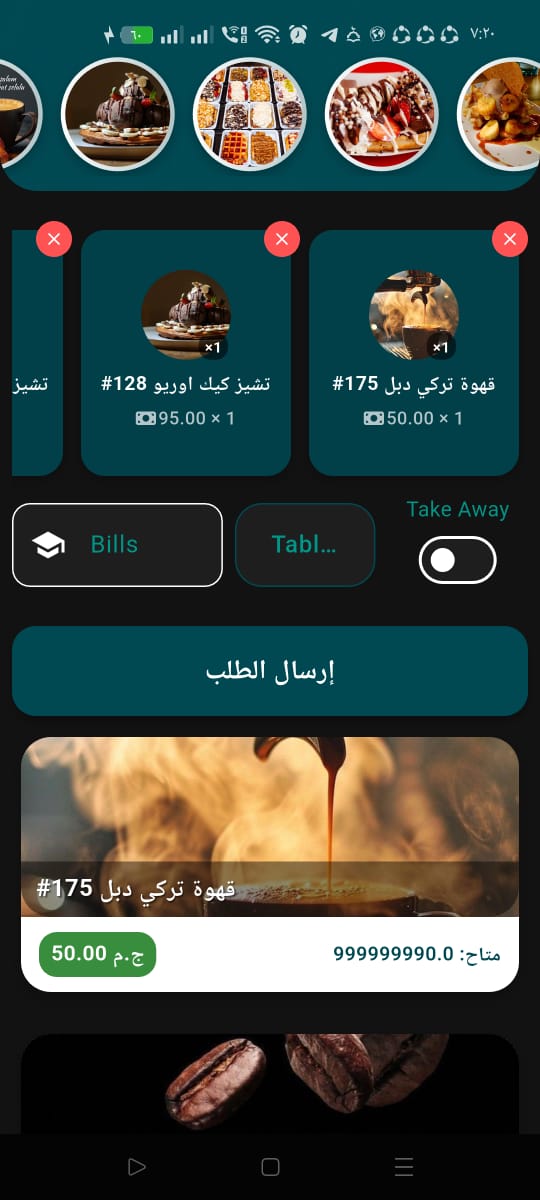 ٧:٢٠
٦٠
×1
×1
قهوة تركي دبل 175#
تشيز كيك اوريو 128#
تشيز
50.00 × 1
95.00 × 1
Take Away
Tabl...
Bills
إرسال الطلب
قهوة تركي دبل 175#
متاح: 999999990.0
ج.م 50.00